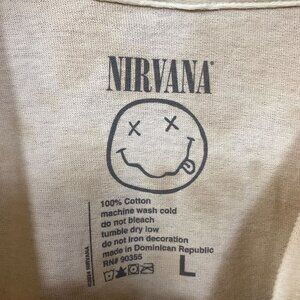 NIRVANA
100% Cotton
machine wash cold
do not bleach
tumble dry low
do not iron decoration
made in Dominican Republic
RN# 90355
L